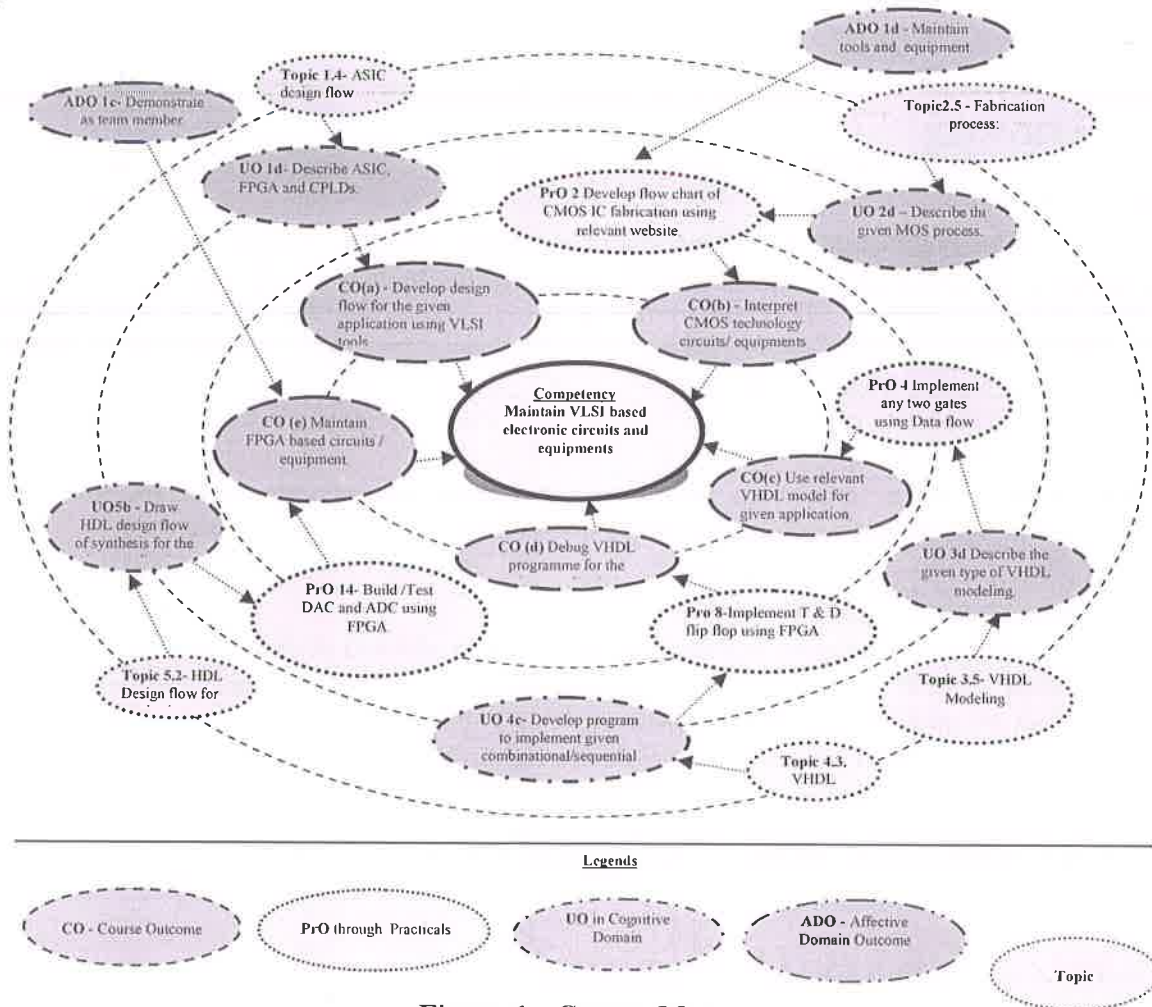 ADO 1d - Maintain
tools and equipment
Topic 1.4- ASIC
design flow
ADO 1c- Demonstrate
as team member
Topic2.5 - Fabrication
process:
UO 1d- Describe ASIC,
FPGA and CPLDs.
PrO 2 Develop flow chart of
CMOS IC fabrication using
relevant website.
UO 2d – Describe the
given MOS process.
CO(a) - Develop design
flow for the given
application using VLSI
tools
CO(b) - Interpret
CMOS technology
circuits/ equipments
Competency
Maintain VLSI based
electronic circuits and
equipments
PrO 4 Implement
any two gates
using Data flow
CO (e) Maintain
FPGA based circuits /
equipment
CO(c) Use relevant
VHDL model for
given application
UO5b - Draw
HDL design flow
of synthesis for the
CO (d) Debug VHDL
programme for the
UO 3d Describe the
given type of VHDL
modeling.
PrO 14- Build /Test
DAC and ADC using
FPGA
Pro 8-Implement T & D
flip flop using FPGA
Topic 5.2- HDL
Design flow for
Topic 3.5- VHDL
Modeling
UO 4c- Develop program
to implement given
combinational/sequential
Topic 4.3.
VHDL
Legends
CO - Course Outcome
PrO through Practicals
UO in Cognitive
Domain
ADO - Affective
Domain Outcome
Topic